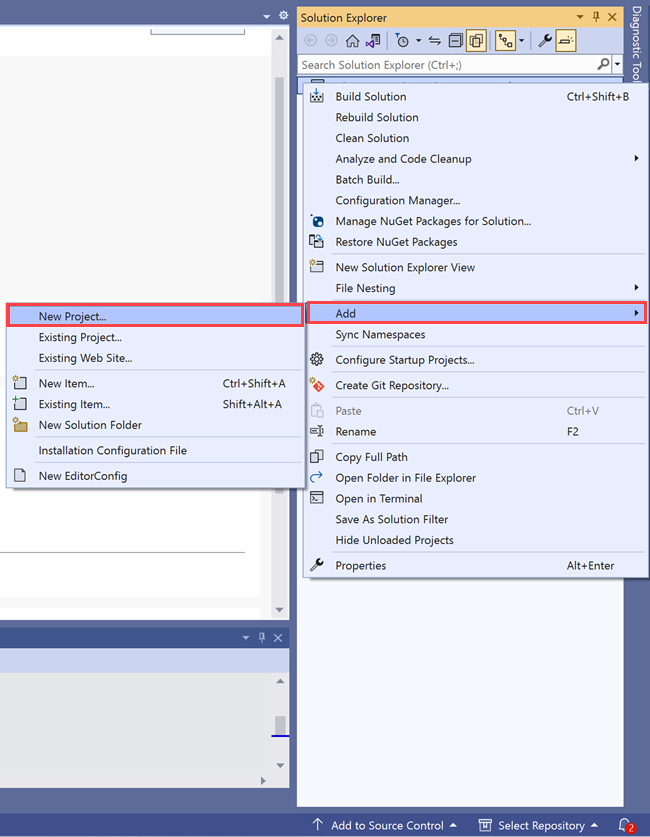 Solution Explorer
Diagnostic Tool
Search Solution Explorer (Ctrl+;)
Build Solution Ctrl+Shift+B
Rebuild Solution
Clean Solution
Analyze and Code Cleanup
Batch Build...
Configuration Manager...
Manage NuGet Packages for Solution...
Restore NuGet Packages
New Solution Explorer View
File Nesting
Add
Sync Namespaces
Configure Startup Projects...
Create Git Repository...
Paste Ctrl+V
Rename F2
Copy Full Path
Open Folder in File Explorer
Open in Terminal
Save As Solution Filter
Hide Unloaded Projects
Properties Alt+Enter
New Project...
Existing Project...
Existing Web Site...
New Item... Ctrl+Shift+A
Existing Item... Shift+Alt+A
New Solution Folder
Installation Configuration File
New EditorConfig
Add to Source Control Select Repository 2